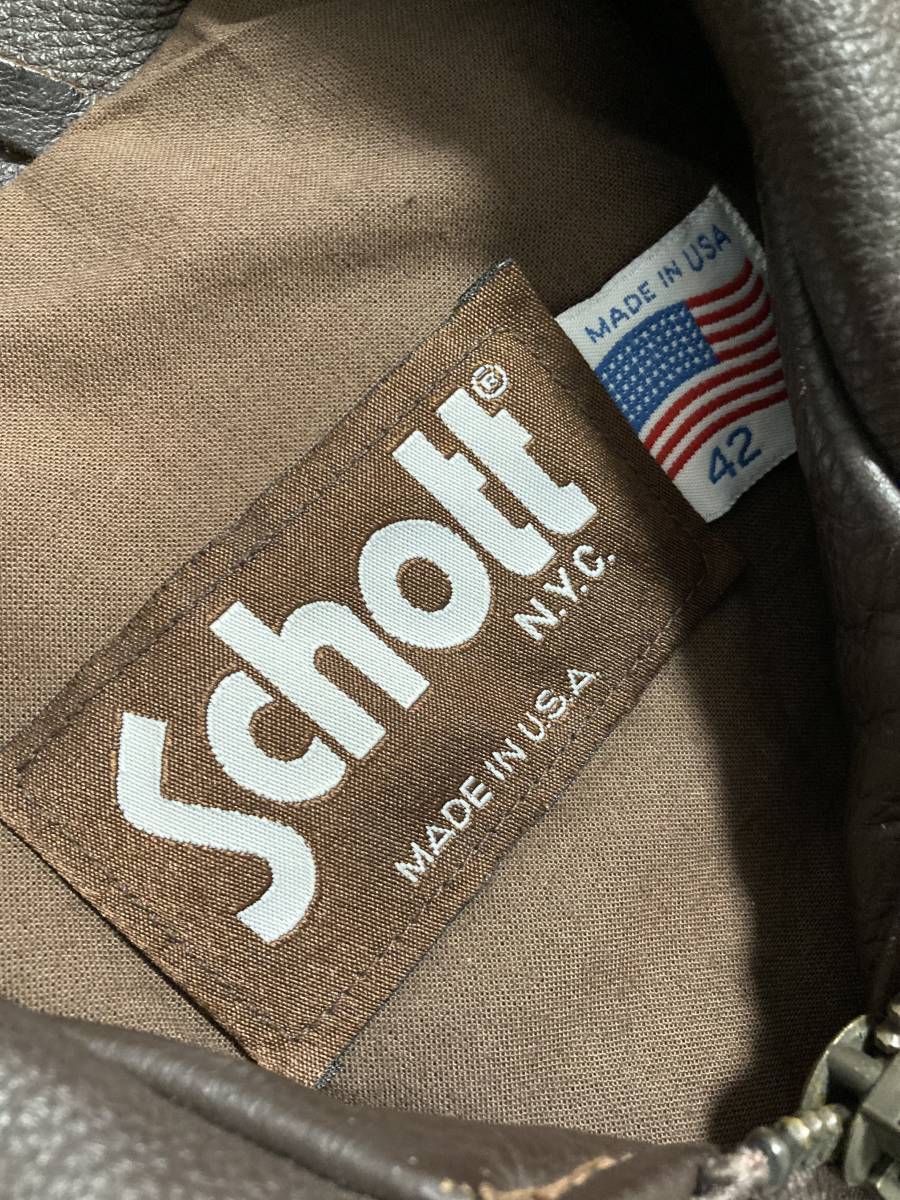 Schott®
N.Y.C.
MADE IN U.S.A
MADE IN USA
42